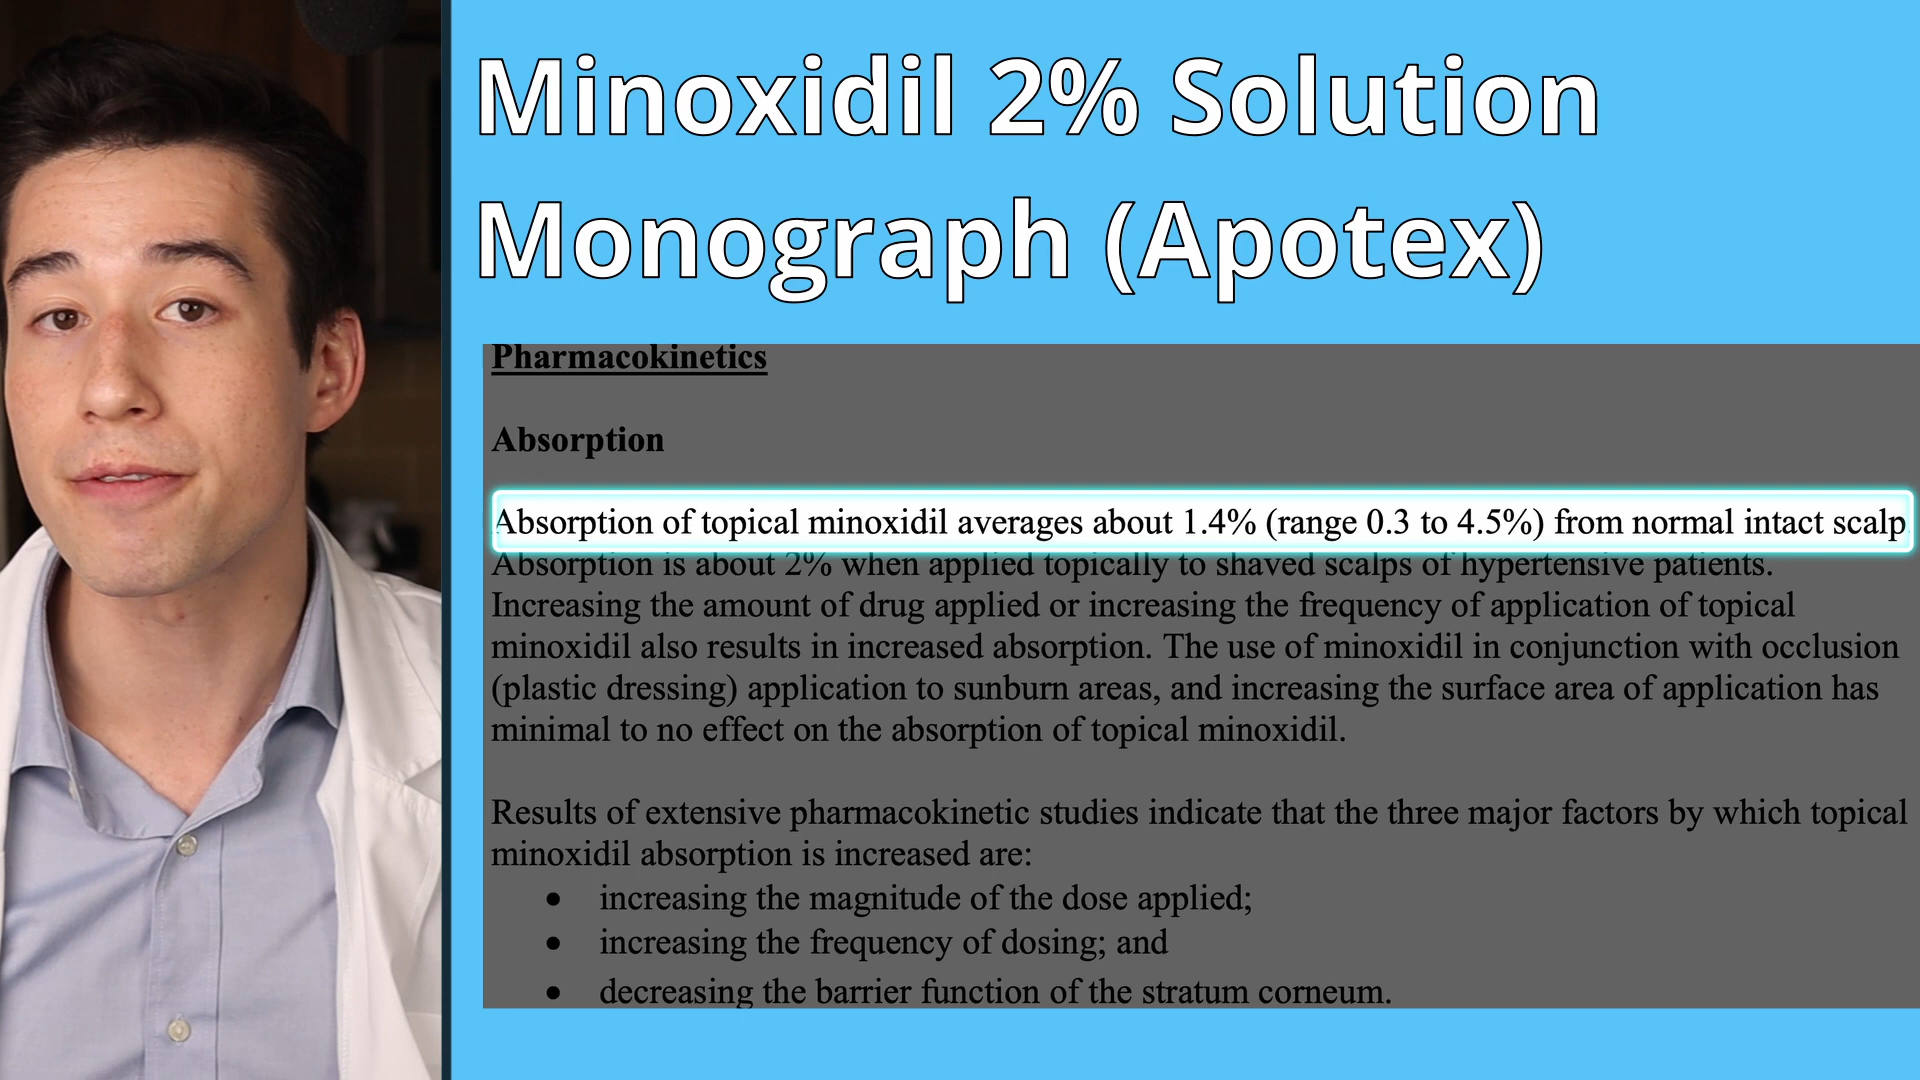 Minoxidil 2% Solution
Monograph (Apotex)
Pharmacokinetics
Absorption
Absorption of topical minoxidil averages about 1.4% (range 0.3 to 4.5%) from normal intact scalp.
Absorption is about 2% when applied topically to shaved scalps of hypertensive patients.
Increasing the amount of drug applied or increasing the frequency of application of topical
minoxidil also results in increased absorption. The use of minoxidil in conjunction with occlusion
(plastic dressing) application to sunburn areas, and increasing the surface area of application has
minimal to no effect on the absorption of topical minoxidil.
Results of extensive pharmacokinetic studies indicate that the three major factors by which topical
minoxidil absorption is increased are:
• increasing the magnitude of the dose applied;
• increasing the frequency of dosing; and
• decreasing the barrier function of the stratum corneum.